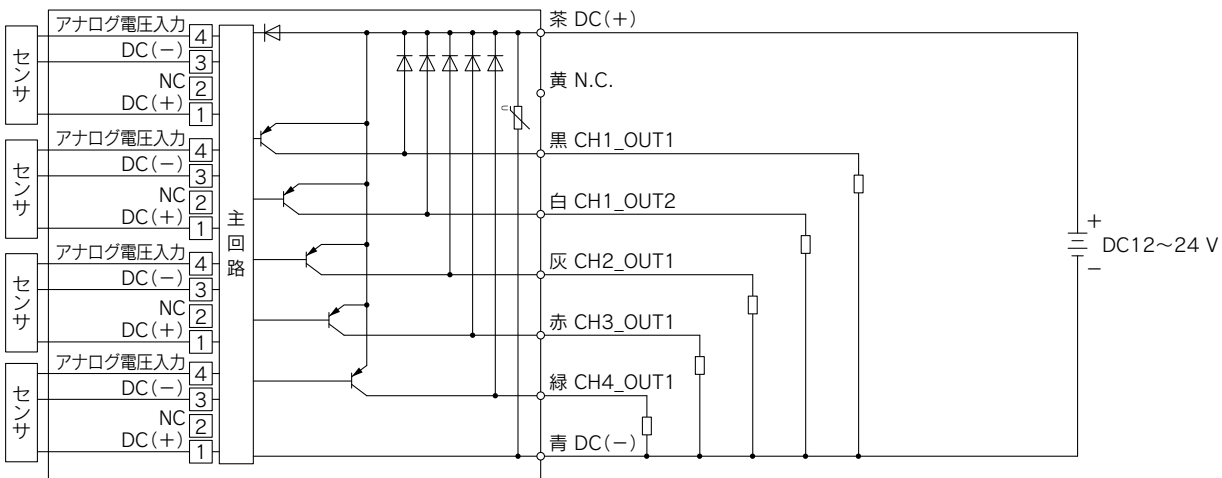 センサ
アナログ電圧入力 4
DC(−) 3
NC 2
DC(+) 1
センサ
アナログ電圧入力 4
DC(−) 3
NC 2
DC(+) 1
センサ
アナログ電圧入力 4
DC(−) 3
NC 2
DC(+) 1
センサ
アナログ電圧入力 4
DC(−) 3
NC 2
DC(+) 1
主回路
茶 DC(+)
黄 N.C.
黒 CH1_OUT1
白 CH1_OUT2
灰 CH2_OUT1
赤 CH3_OUT1
緑 CH4_OUT1
青 DC(−)
+
DC12～24 V
−